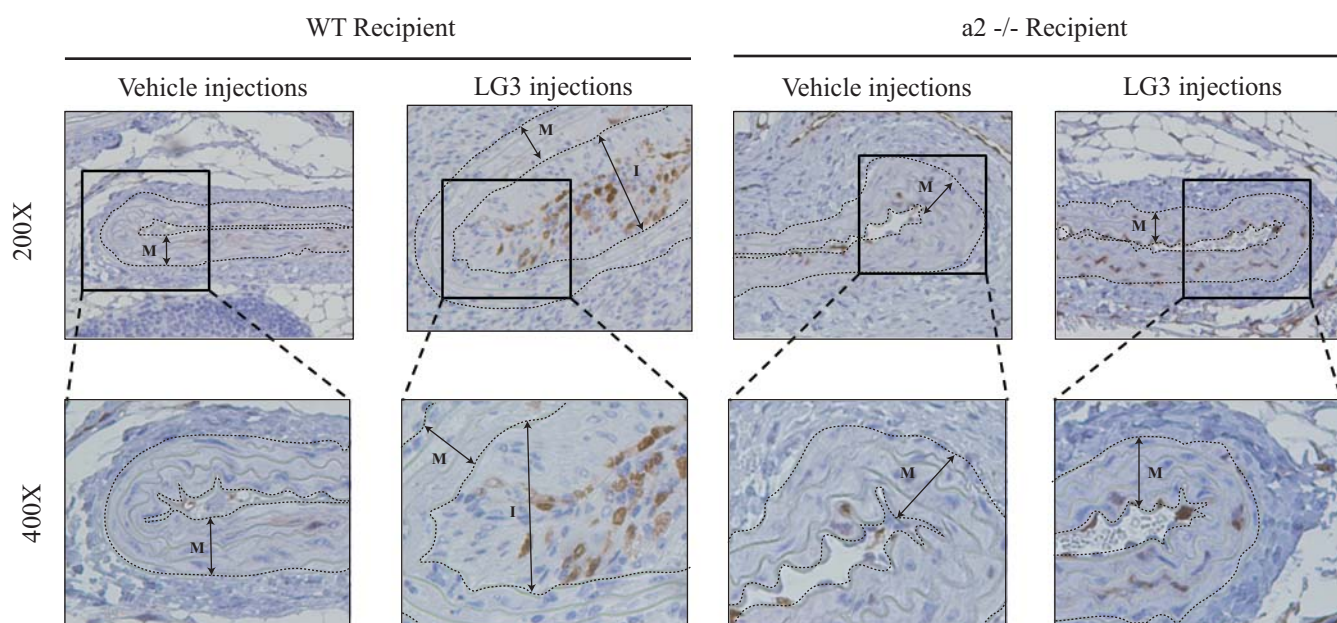 WT Recipient
a2 -/- Recipient
Vehicle injections
LG3 injections
Vehicle injections
LG3 injections
200X
M
M
I
M
M
400X
M
M
I
M
M